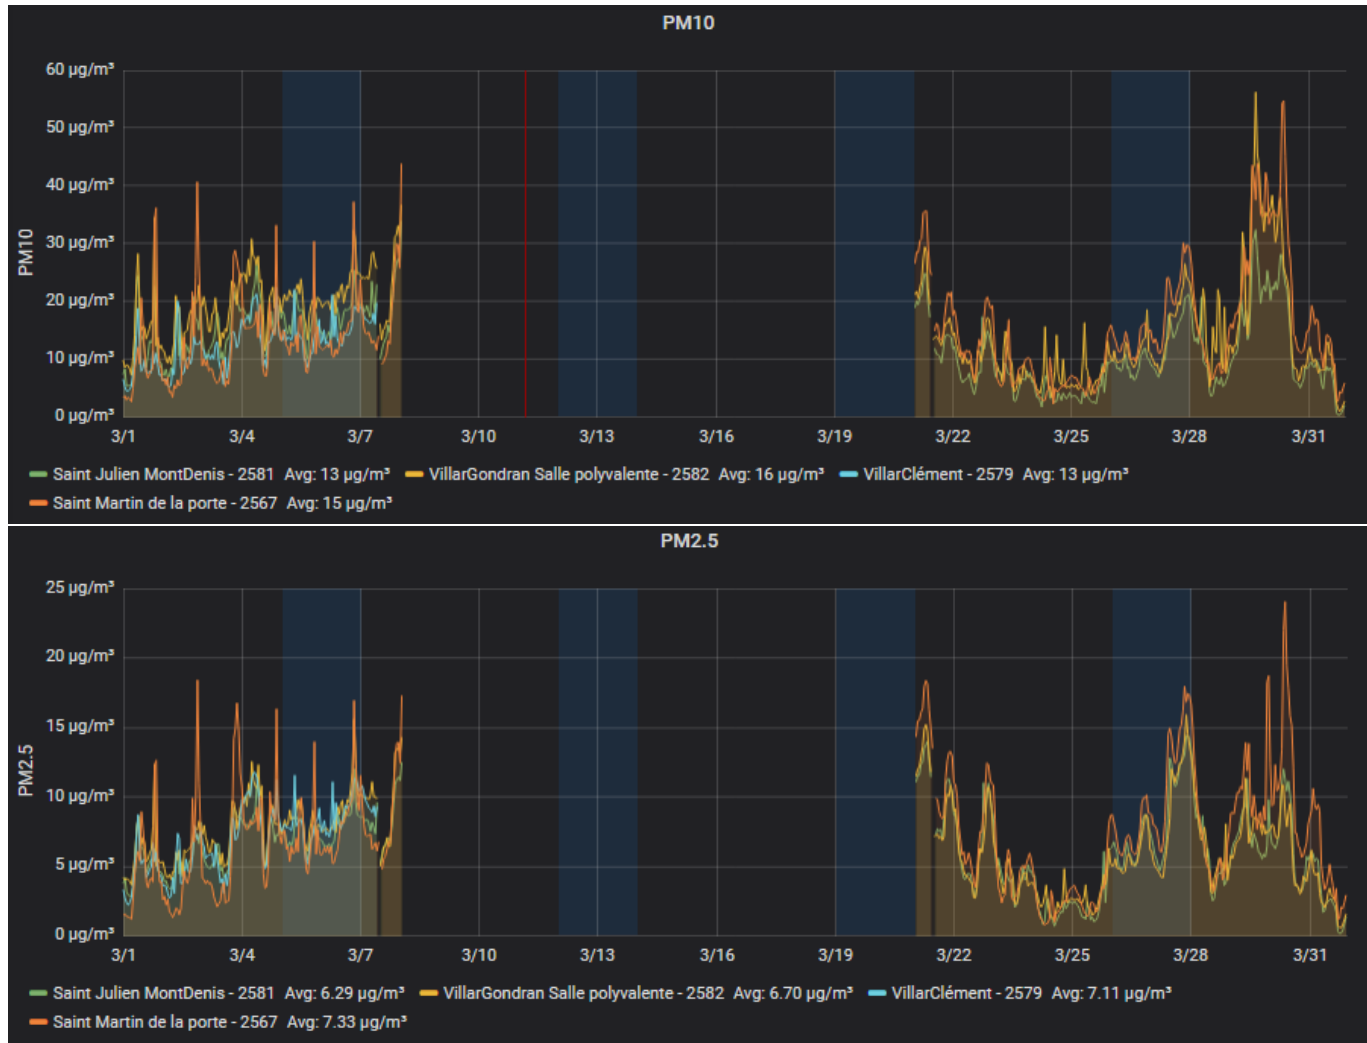 PM10
60 µg/m³
50 µg/m³
40 µg/m³
30 µg/m³
20 µg/m³
10 µg/m³
0 µg/m³
PM10
3/1 3/4 3/7 3/10 3/13 3/16 3/19 3/22 3/25 3/28 3/31
Saint Julien MontDenis - 2581 Avg: 13 µg/m³ VillarGondran Salle polyvalente - 2582 Avg: 16 µg/m³ VillarClément - 2579 Avg: 13 µg/m³
Saint Martin de la porte - 2567 Avg: 15 µg/m³
PM2.5
25 µg/m³
20 µg/m³
15 µg/m³
10 µg/m³
5 µg/m³
0 µg/m³
PM2.5
3/1 3/4 3/7 3/10 3/13 3/16 3/19 3/22 3/25 3/28 3/31
Saint Julien MontDenis - 2581 Avg: 6.29 µg/m³ VillarGondran Salle polyvalente - 2582 Avg: 6.70 µg/m³ VillarClément - 2579 Avg: 7.11 µg/m³
Saint Martin de la porte - 2567 Avg: 7.33 µg/m³